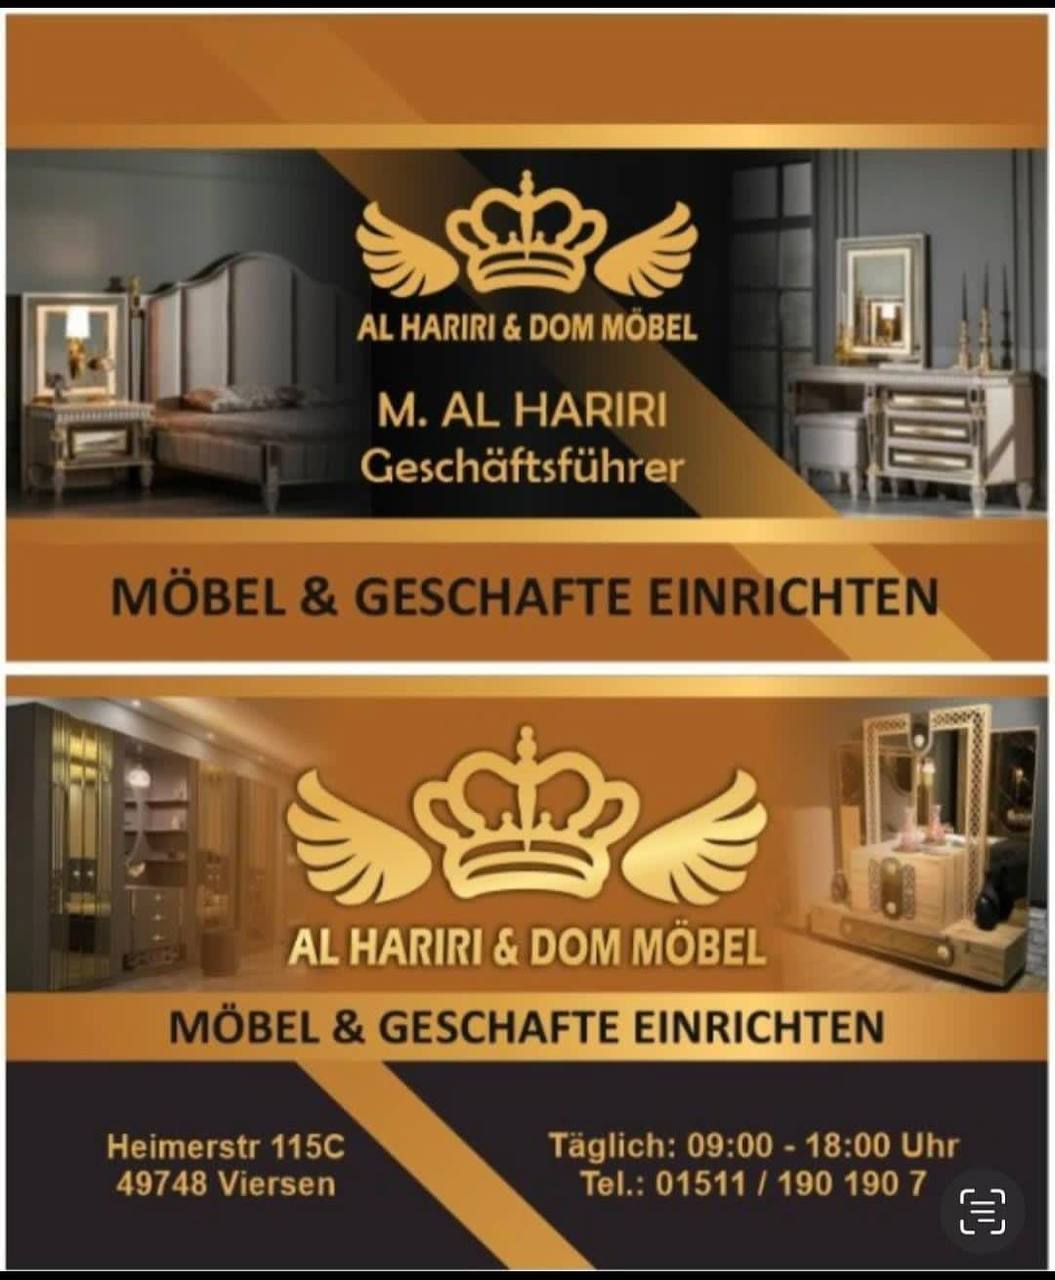 AL HARIRI & DOM MÖBEL
M. AL HARIRI
Geschäftsführer
MÖBEL & GESCHAFTE EINRICHTEN
AL HARIRI & DOM MÖBEL
MÖBEL & GESCHAFTE EINRICHTEN
Heimerstr 115C
49748 Viersen
Täglich: 09:00 - 18:00 Uhr
Tel.: 01511 / 190 190 7